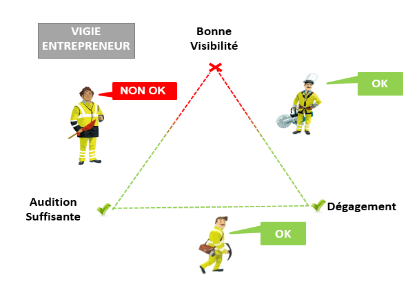 VIGIE
ENTREPRENEUR
Bonne
Visibilité
NON OK
OK
Audition
Suffisante
Dégagement
OK